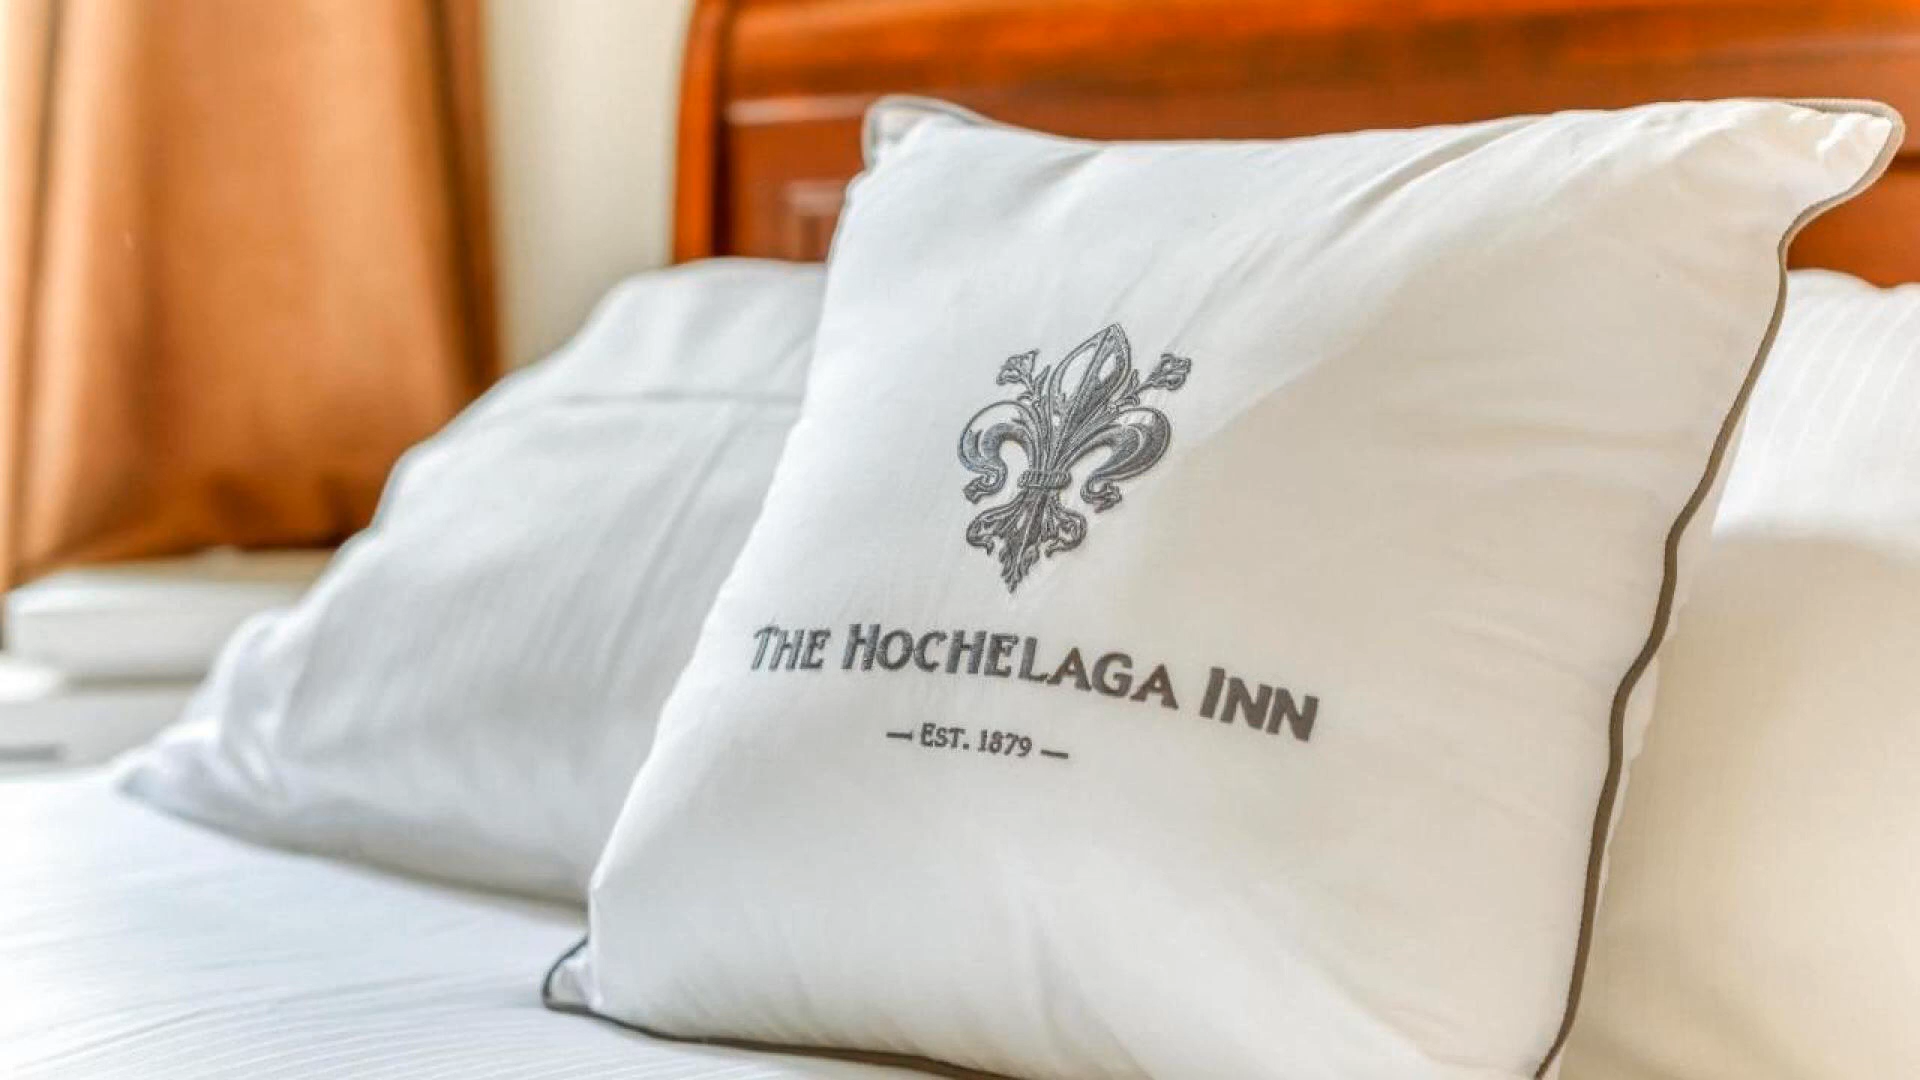 THE HOCHELAGA INN
— EST. 1879 —